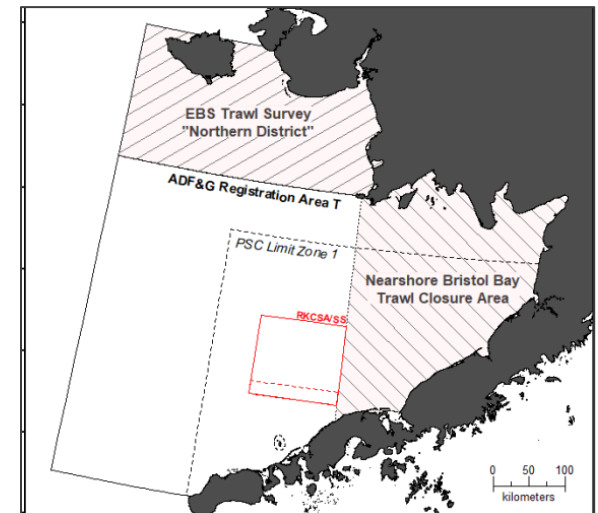 EBS Trawl Survey
"Northern District"
ADF&G Registration Area T
PSC Limit Zone 1
Nearshore Bristol Bay
Trawl Closure Area
RKCSA/SS
0 50 100
kilometers